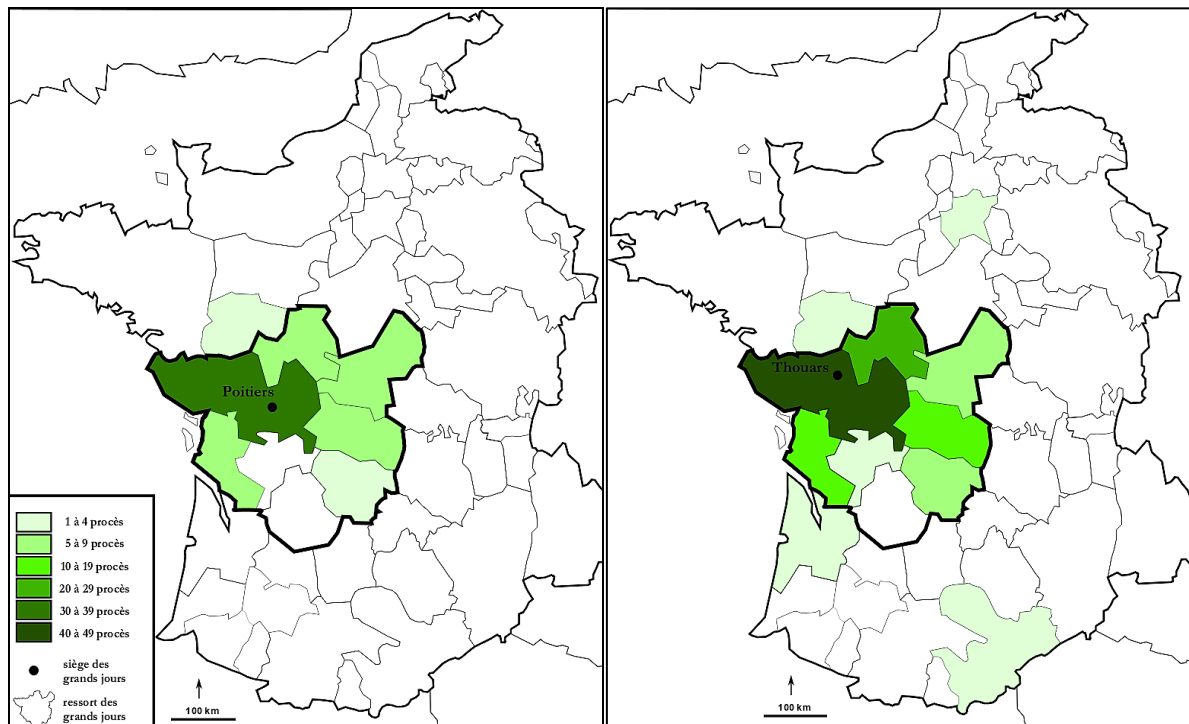 Poitiers
1 à 4 procès
5 à 9 procès
10 à 19 procès
20 à 29 procès
30 à 39 procès
40 à 49 procès
siège des
grands jours
ressort des
grands jours
100 km
Thouars
100 km